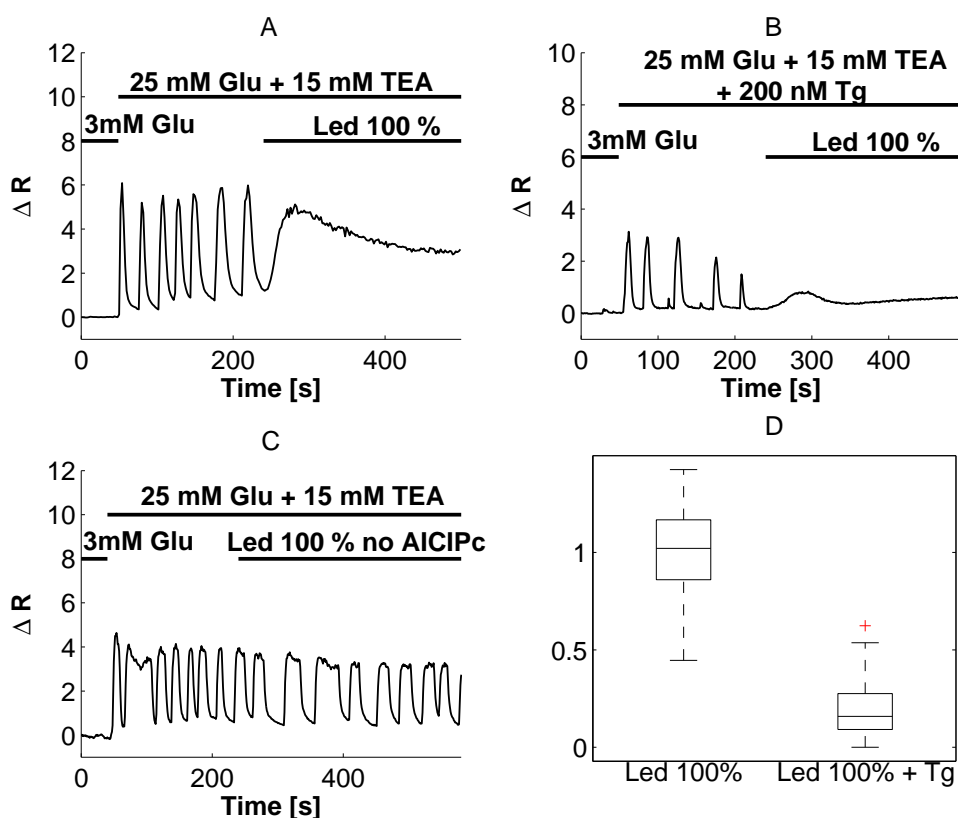 A
12
10
8
6
4
2
0
25 mM Glu + 15 mM TEA
3mM Glu
Led 100 %
Δ R
0
200
400
Time [s]
B
10
8
6
4
2
0
25 mM Glu + 15 mM TEA
+ 200 nM Tg
3mM Glu
Led 100 %
Δ R
0
100
200
300
400
Time [s]
C
12
10
8
6
4
2
0
25 mM Glu + 15 mM TEA
3mM Glu
Led 100 % no AlClPc
Δ R
0
200
400
Time [s]
D
1
0.5
0
Led 100%
Led 100% + Tg